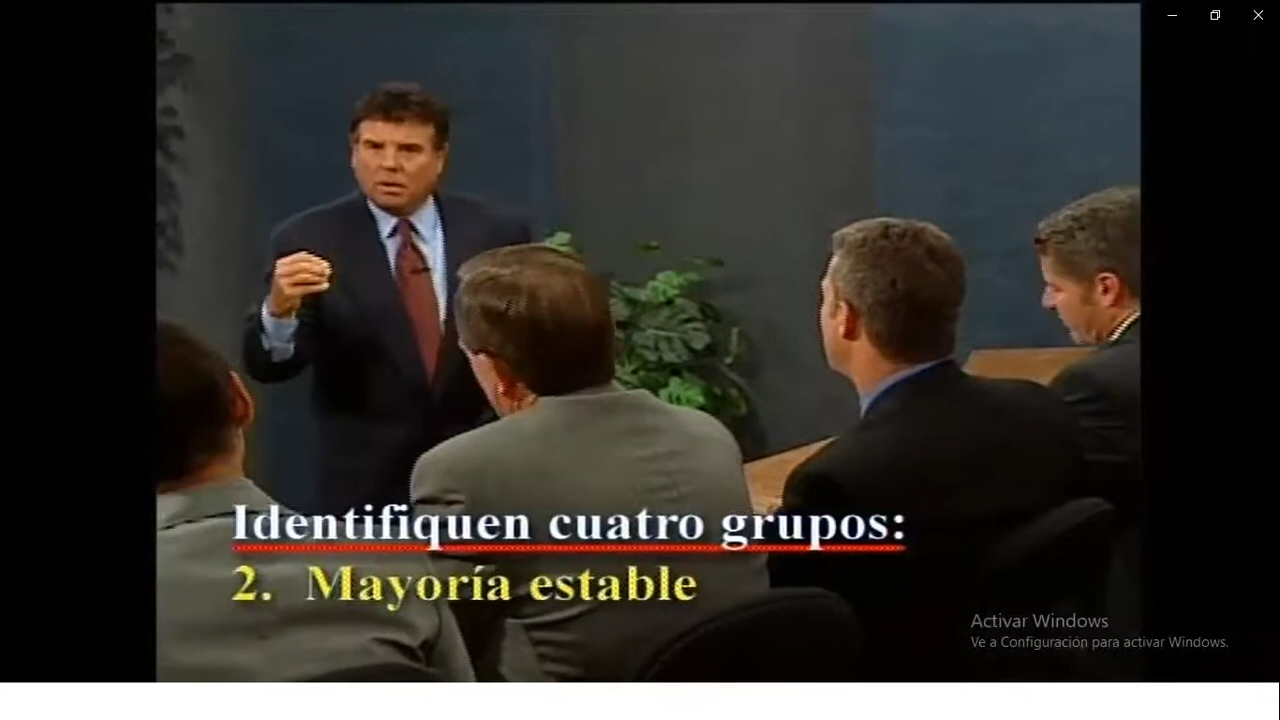 Identifiquen cuatro grupos:
2. Mayoría estable
Activar Windows
Ve a Configuración para activar Windows.